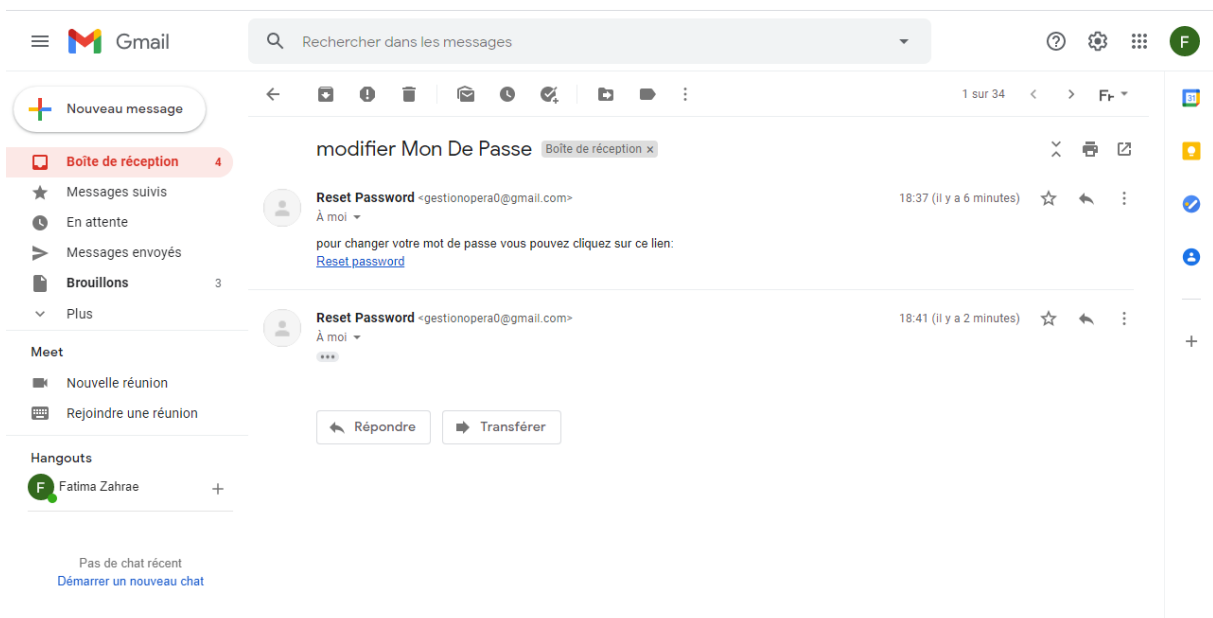 Gmail
Rechercher dans les messages
F
Nouveau message
1 sur 34
31
Boîte de réception 4
Messages suivis
En attente
Messages envoyés
Brouillons 3
Plus
Meet
Nouvelle réunion
Rejoindre une réunion
Hangouts
F Fatima Zahrae
Pas de chat récent
Démarrer un nouveau chat
modifier Mon De Passe Boîte de réception ×
Reset Password <gestionopera0@gmail.com> 18:37 (il y a 6 minutes)
À moi
pour changer votre mot de passe vous pouvez cliquez sur ce lien:
Reset password
Reset Password <gestionopera0@gmail.com> 18:41 (il y a 2 minutes)
À moi
Répondre Transférer